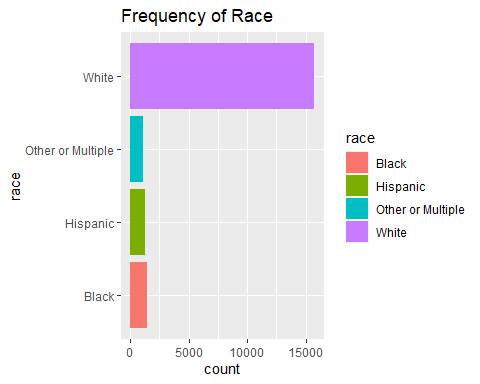 Frequency of Race
race
White
Other or Multiple
Hispanic
Black
0 5000 10000 15000
count
race
Black
Hispanic
Other or Multiple
White